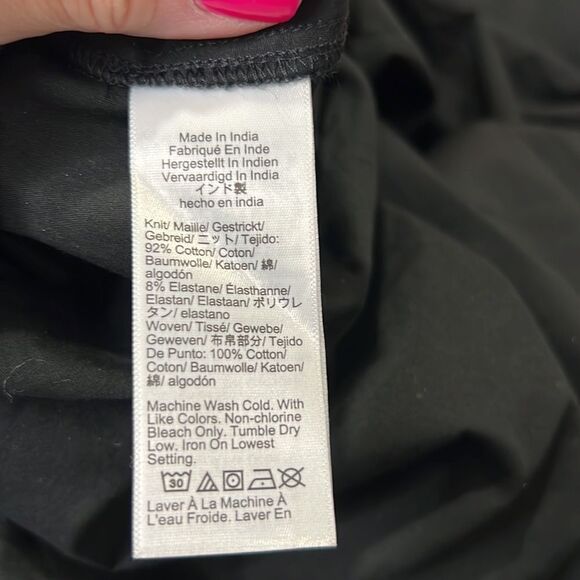 Made In India
Fabriqué En Inde
Hergestellt In Indien
Vervaardigd In India
インド製
hecho en india
Knit/ Maille/ Gestrickt/
Gebreid/ ニット/ Tejido:
92% Cotton/ Coton/
Baumwolle/ Katoen/ 綿/
algodón
8% Elastane/ Élasthanne/
Elastan/ Elastaan/ ポリウレ
タン/ elastano
Woven/ Tissé/ Gewebe/
Geweven/ 布帛部分/ Tejido
De Punto: 100% Cotton/
Coton/ Baumwolle/ Katoen/
綿/ algodón
Machine Wash Cold. With
Like Colors. Non-chlorine
Bleach Only. Tumble Dry
Low. Iron On Lowest
Setting.
30
Laver À La Machine À
L'eau Froide. Laver En